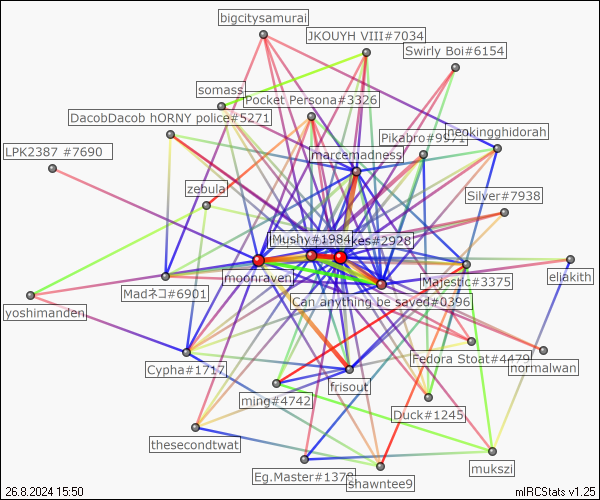 bigcitysamurai
JKOUYH VIII#7034
Swirly Boi#6154
somass
Pocket Persona#3326
DacobDacob hORNY police#5271
Pikabro#9971
neokingghidorah
LPK2387 #7690
marcemadness
zebula
Silver#7938
Mushy#1984
kes#2928
moonraven
Majestic#3375
eliakith
Madネコ#6901
Can anything be saved#0396
yoshimanden
Fedora Stoat#4479
Cypha#1717
normalwan
frisout
ming#4742
Duck#1245
thesecondtwat
mukszi
Eg.Master#1370
shawntee9
26.8.2024 15:50
mIRCStats v1.25